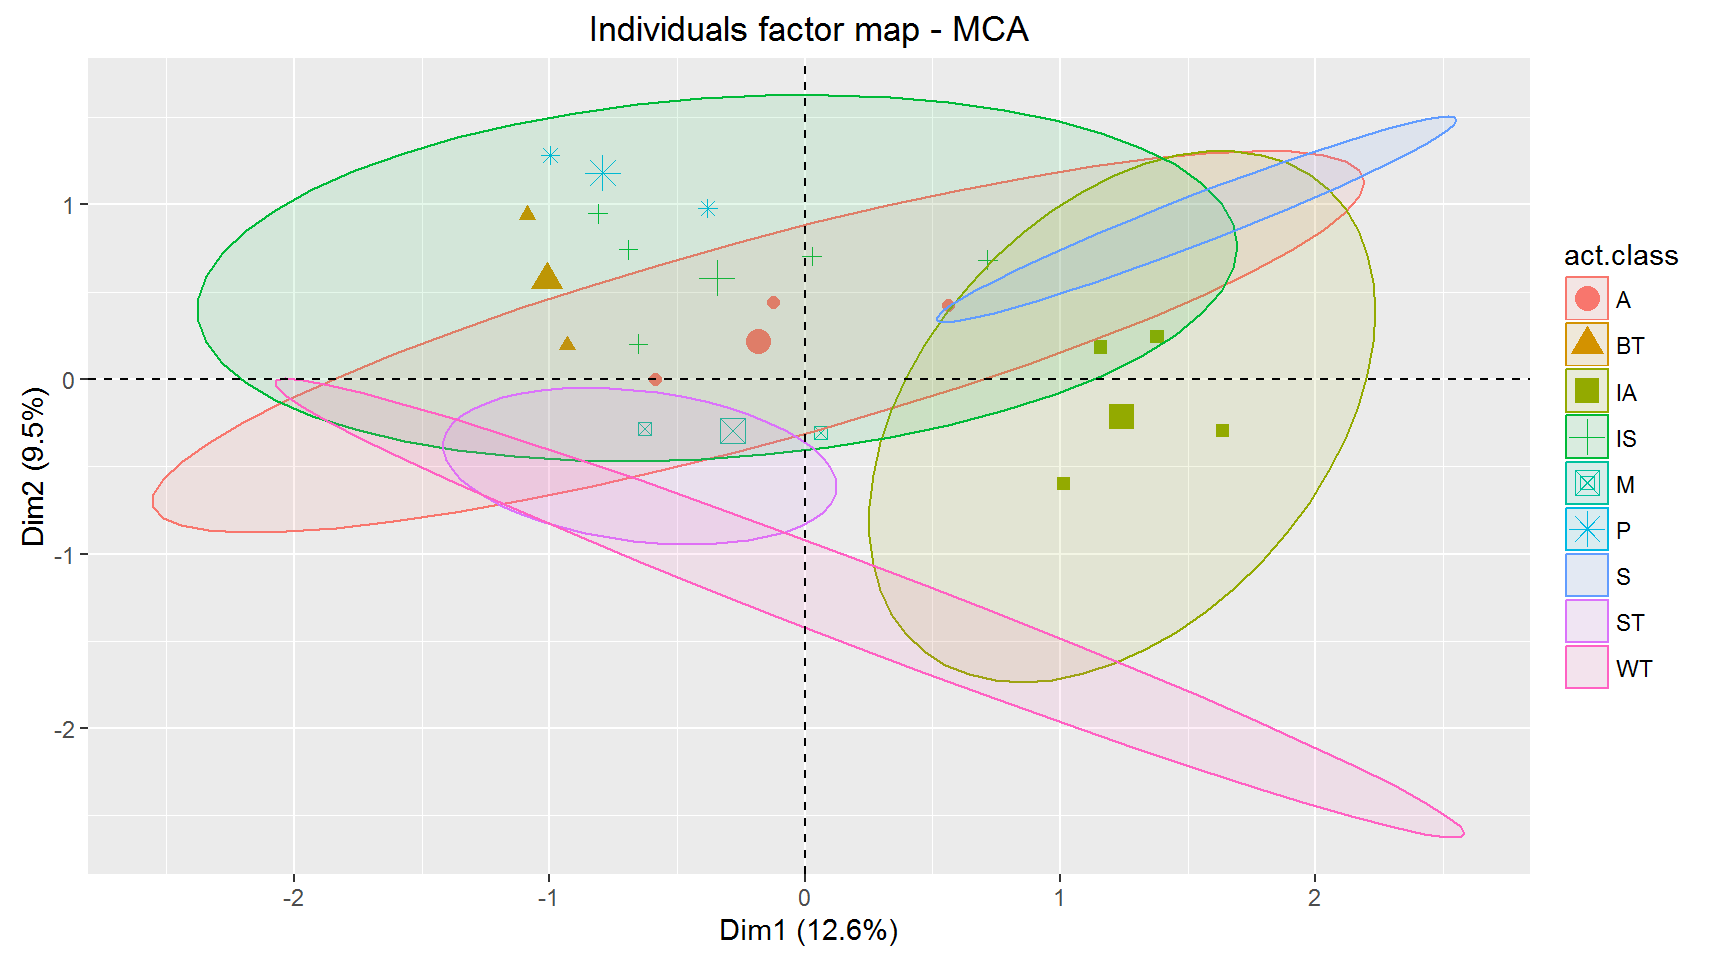 Individuals factor map - MCA
Dim2 (9.5%)
1
0
-1
-2
-2
-1
0
1
2
Dim1 (12.6%)
act.class
A
BT
IA
IS
M
P
S
ST
WT